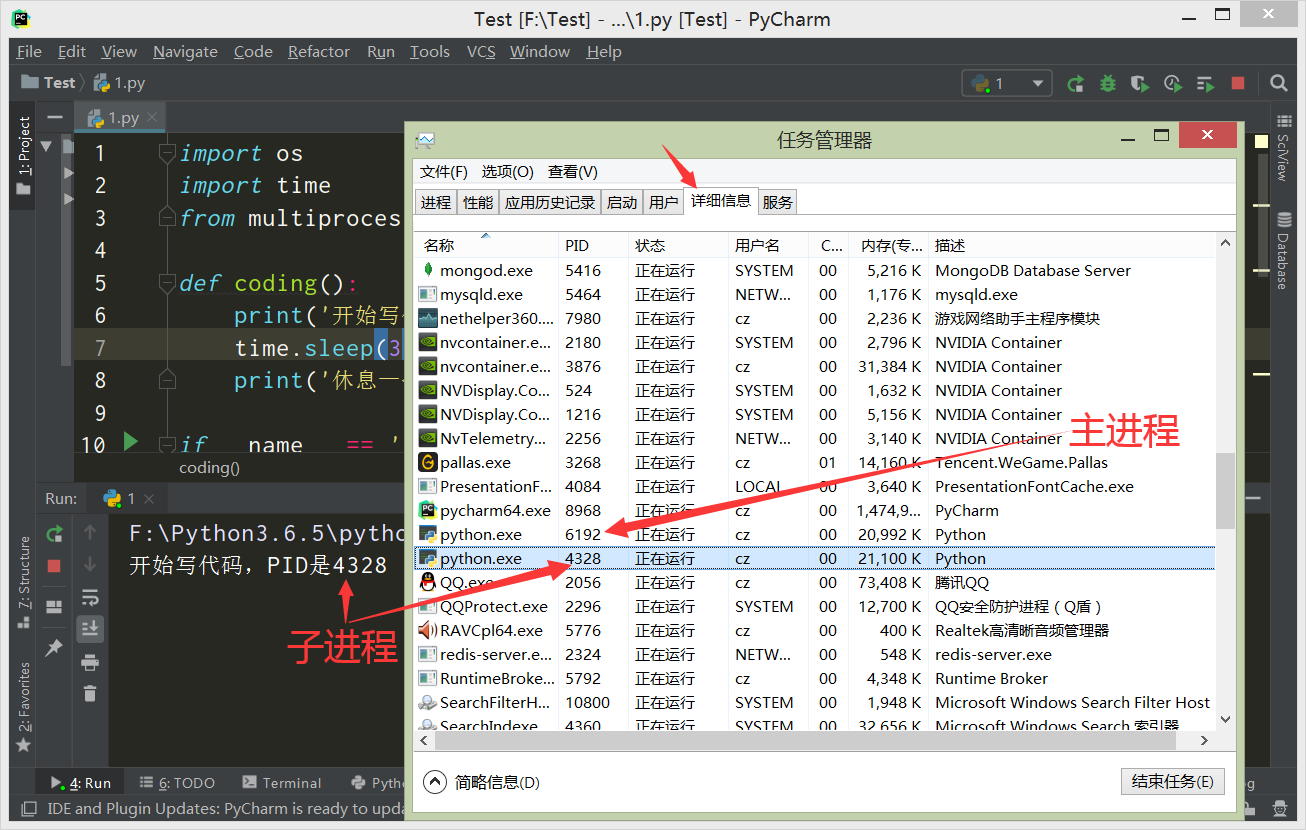 Test [F:\Test] - ...\1.py [Test] - PyCharm
File Edit View Navigate Code Refactor Run Tools VCS Window Help
Test 1.py
1
1: Project
1.py
1 import os
2 import time
3 from multiproces
4
5 def coding():
6 print('开始写
7 time.sleep(3
8 print('休息一
9
10 if __name__ == '
coding()
SciView
Database
任务管理器
文件(F) 选项(O) 查看(V)
进程 性能 应用历史记录 启动 用户 详细信息 服务
名称 PID 状态 用户名 C... 内存(专... 描述
mongod.exe 5416 正在运行 SYSTEM 00 5,216 K MongoDB Database Server
mysqld.exe 5464 正在运行 NETW... 00 1,176 K mysqld.exe
nethelper360.... 7980 正在运行 cz 00 2,236 K 游戏网络助手主程序模块
nvcontainer.e... 2180 正在运行 SYSTEM 00 2,796 K NVIDIA Container
nvcontainer.e... 3876 正在运行 cz 00 31,384 K NVIDIA Container
NVDisplay.Co... 524 正在运行 SYSTEM 00 1,632 K NVIDIA Container
NVDisplay.Co... 1216 正在运行 SYSTEM 00 5,156 K NVIDIA Container
NvTelemetry... 2256 正在运行 NETW... 00 3,140 K NVIDIA Container
主进程
pallas.exe 3268 正在运行 cz 01 14,160 K Tencent.WeGame.Pallas
PresentationF... 4084 正在运行 LOCAL 00 3,640 K PresentationFontCache.exe
pycharm64.exe 8968 正在运行 cz 00 1,474,9... PyCharm
python.exe 6192 正在运行 cz 00 20,992 K Python
python.exe 4328 正在运行 cz 00 21,100 K Python
QQ.exe 2056 正在运行 cz 00 73,408 K 腾讯QQ
QQProtect.exe 2296 正在运行 SYSTEM 00 12,700 K QQ安全防护进程（Q盾）
RAVCpl64.exe 5776 正在运行 cz 00 400 K Realtek高清晰音频管理器
redis-server.e... 2324 正在运行 NETW... 00 548 K redis-server.exe
RuntimeBroke... 5792 正在运行 cz 00 4,348 K Runtime Broker
SearchFilterH... 10800 正在运行 SYSTEM 00 1,948 K Microsoft Windows Search Filter Host
SearchIndexe 4360 正在运行 SYSTEM 00 32,656 K Microsoft Windows Search 索引器
简略信息(D) 结束任务(E)
Run: 1
F:\Python3.6.5\pytho
开始写代码，PID是4328
子进程
7: Structure
2: Favorites
4: Run 6: TODO Terminal Pytho
IDE and Plugin Updates: PyCharm is ready to upda